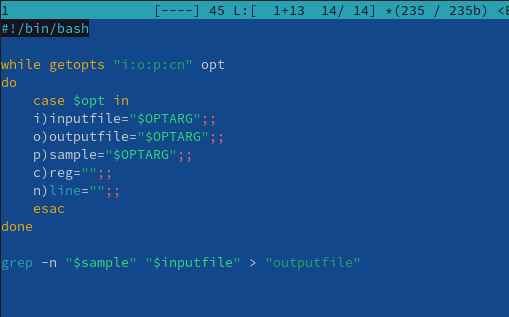 1 [----] 45 L:[ 1+13 14/ 14] *(235 / 235b) <E
#!/bin/bash
while getopts "i:o:p:cn" opt
do
case $opt in
i)inputfile="$OPTARG";;
o)outputfile="$OPTARG";;
p)sample="$OPTARG";;
c)reg="";;
n)line="";;
esac
done
grep -n "$sample" "$inputfile" > "outputfile"